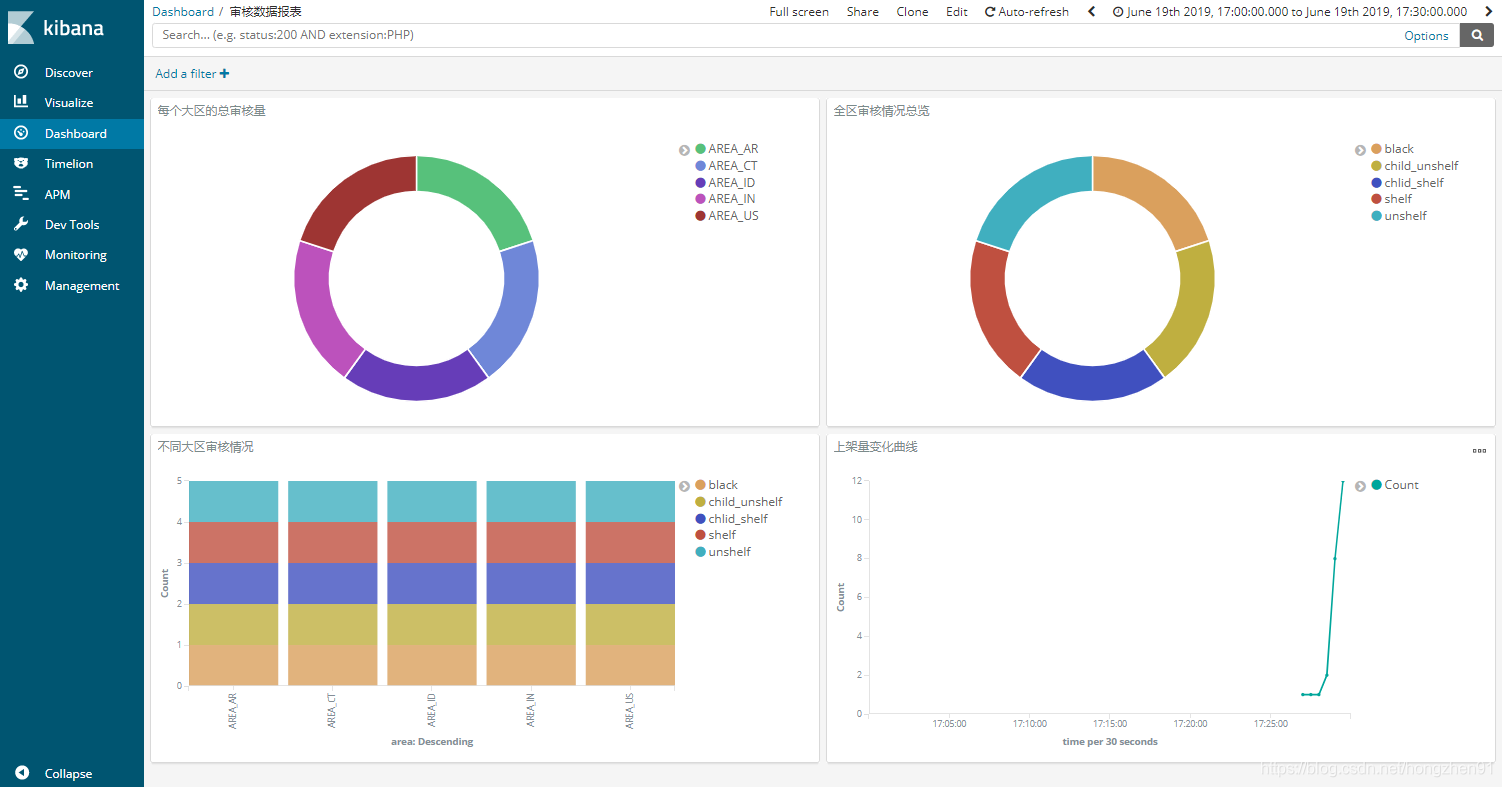 kibana
Discover
Visualize
Dashboard
Timelion
APM
Dev Tools
Monitoring
Management
Collapse
Dashboard / 审核数据报表
Full screen Share Clone Edit Auto-refresh June 19th 2019, 17:00:00.000 to June 19th 2019, 17:30:00.000
Search... (e.g. status:200 AND extension:PHP) Options
Add a filter
每个大区的总审核量
AREA_AR
AREA_CT
AREA_ID
AREA_IN
AREA_US
全区审核情况总览
black
child_unshelf
chlid_shelf
shelf
unshelf
不同大区审核情况
5
4
3
2
1
0
Count
AREA_AR
AREA_CT
AREA_ID
AREA_IN
AREA_US
area: Descending
black
child_unshelf
chlid_shelf
shelf
unshelf
上架量变化曲线
12
10
8
6
4
2
0
Count
17:05:00 17:10:00 17:15:00 17:20:00 17:25:00
time per 30 seconds
Count
https://blog.csdn.net/hongzhen91